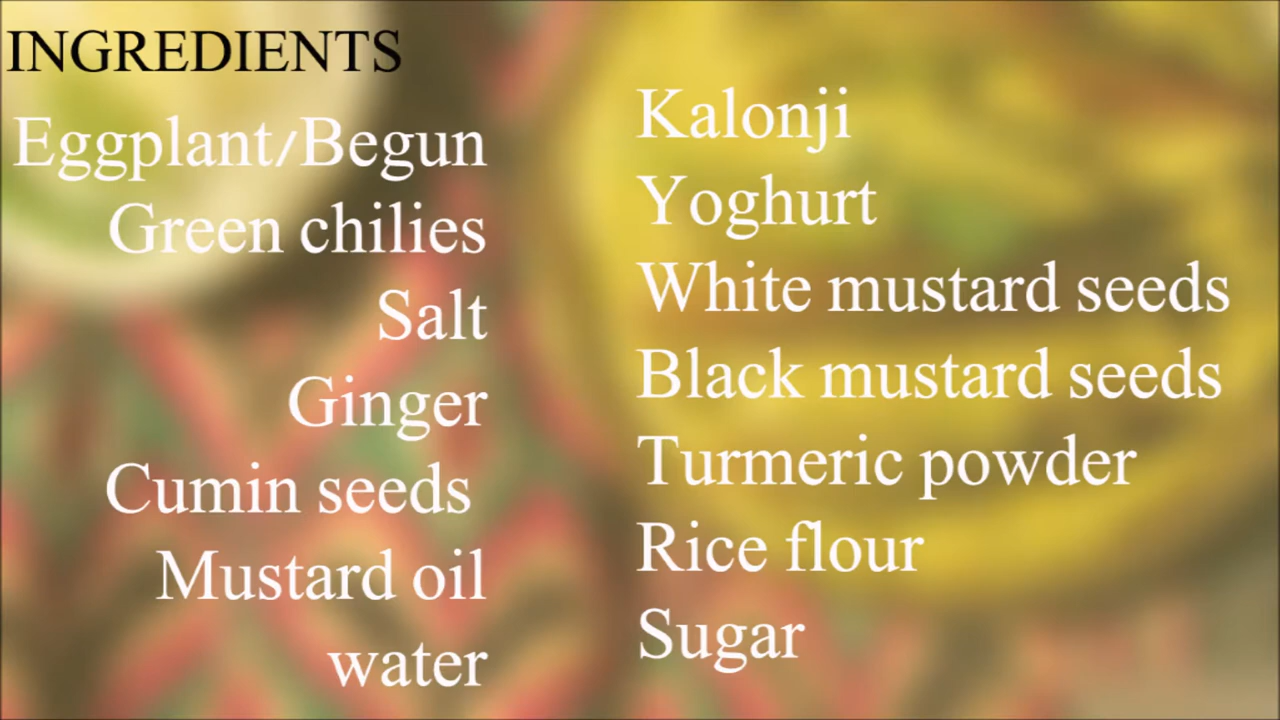 INGREDIENTS
Eggplant/Begun
Green chilies
Salt
Ginger
Cumin seeds
Mustard oil
water
Kalonji
Yoghurt
White mustard seeds
Black mustard seeds
Turmeric powder
Rice flour
Sugar